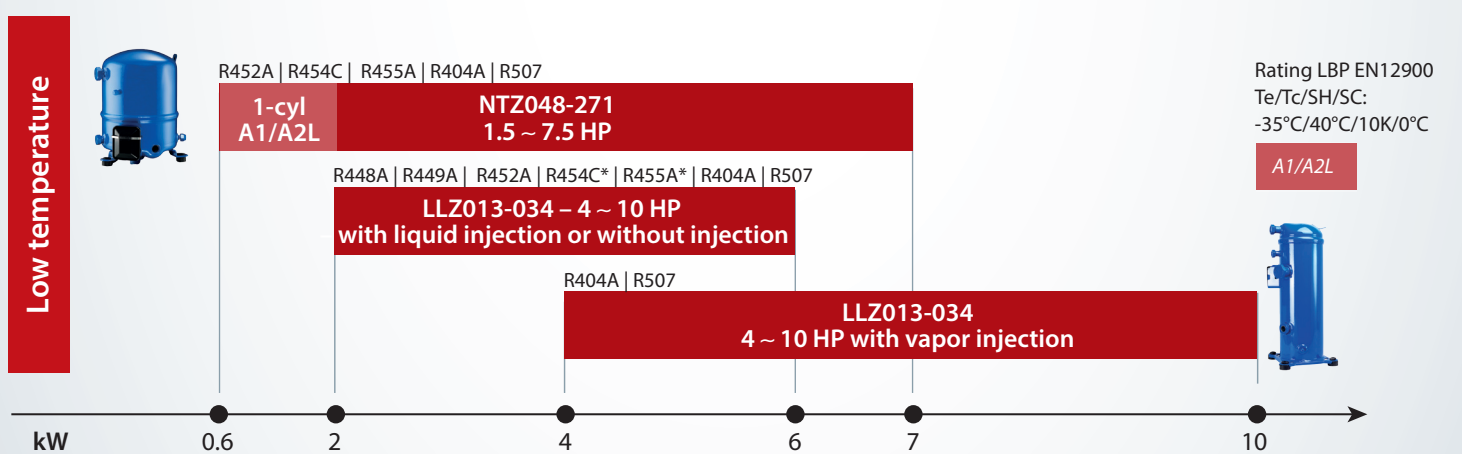 Low temperature
R452A | R454C | R455A | R404A | R507
1-cyl
A1/A2L
NTZ048-271
1.5 ~ 7.5 HP
Rating LBP EN12900
Te/Tc/SH/SC:
-35°C/40°C/10K/0°C
A1/A2L
R448A | R449A | R452A | R454C* | R455A* | R404A | R507
LLZ013-034 – 4 ~ 10 HP
with liquid injection or without injection
R404A | R507
LLZ013-034
4 ~ 10 HP with vapor injection
kW 0.6 2 4 6 7 10